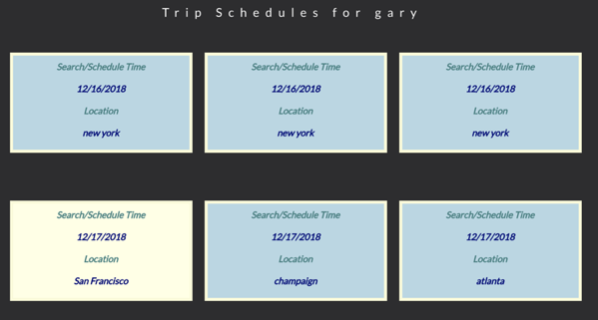 Trip Schedules for gary
Search/Schedule Time
12/16/2018
Location
new york
Search/Schedule Time
12/16/2018
Location
new york
Search/Schedule Time
12/16/2018
Location
new york
Search/Schedule Time
12/17/2018
Location
San Francisco
Search/Schedule Time
12/17/2018
Location
champaign
Search/Schedule Time
12/17/2018
Location
atlanta